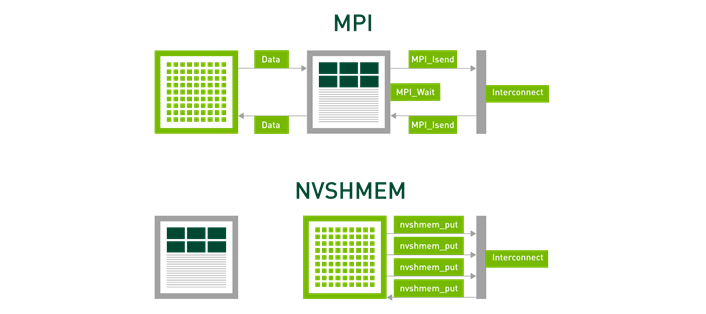 MPI
Data
MPI_Isend
MPI_Wait
Interconnect
Data
MPI_Isend
NVSHMEM
nvshmem_put
nvshmem_put
Interconnect
nvshmem_put
nvshmem_put